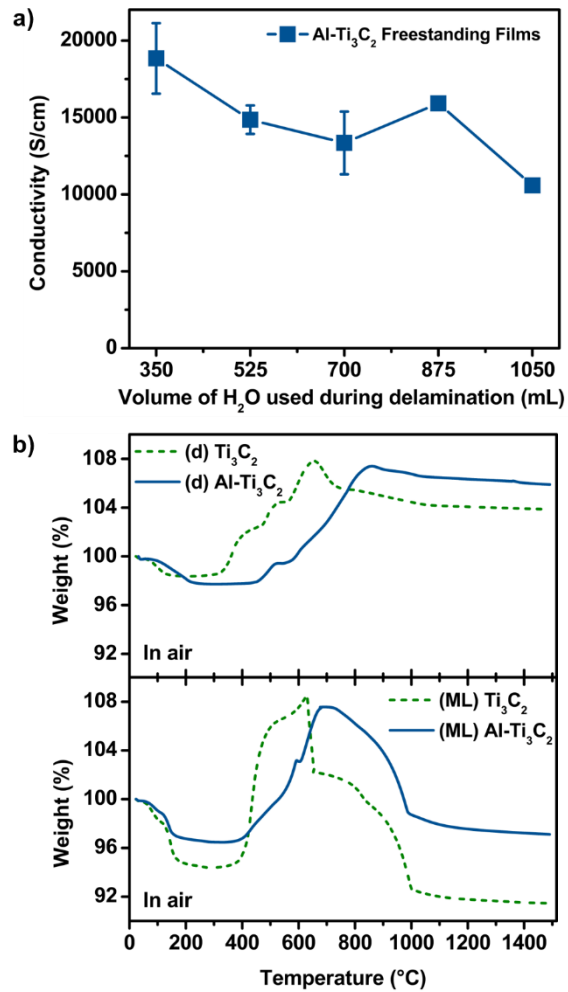 a)
Al-Ti₃C₂ Freestanding Films
Conductivity (S/cm)
20000
15000
10000
5000
0
350 525 700 875 1050
Volume of H₂O used during delamination (mL)
b)
(d) Ti₃C₂
(d) Al-Ti₃C₂
Weight (%)
108
104
100
96
92
In air
(ML) Ti₃C₂
(ML) Al-Ti₃C₂
Weight (%)
108
104
100
96
92
In air
0 200 400 600 800 1000 1200 1400
Temperature (°C)